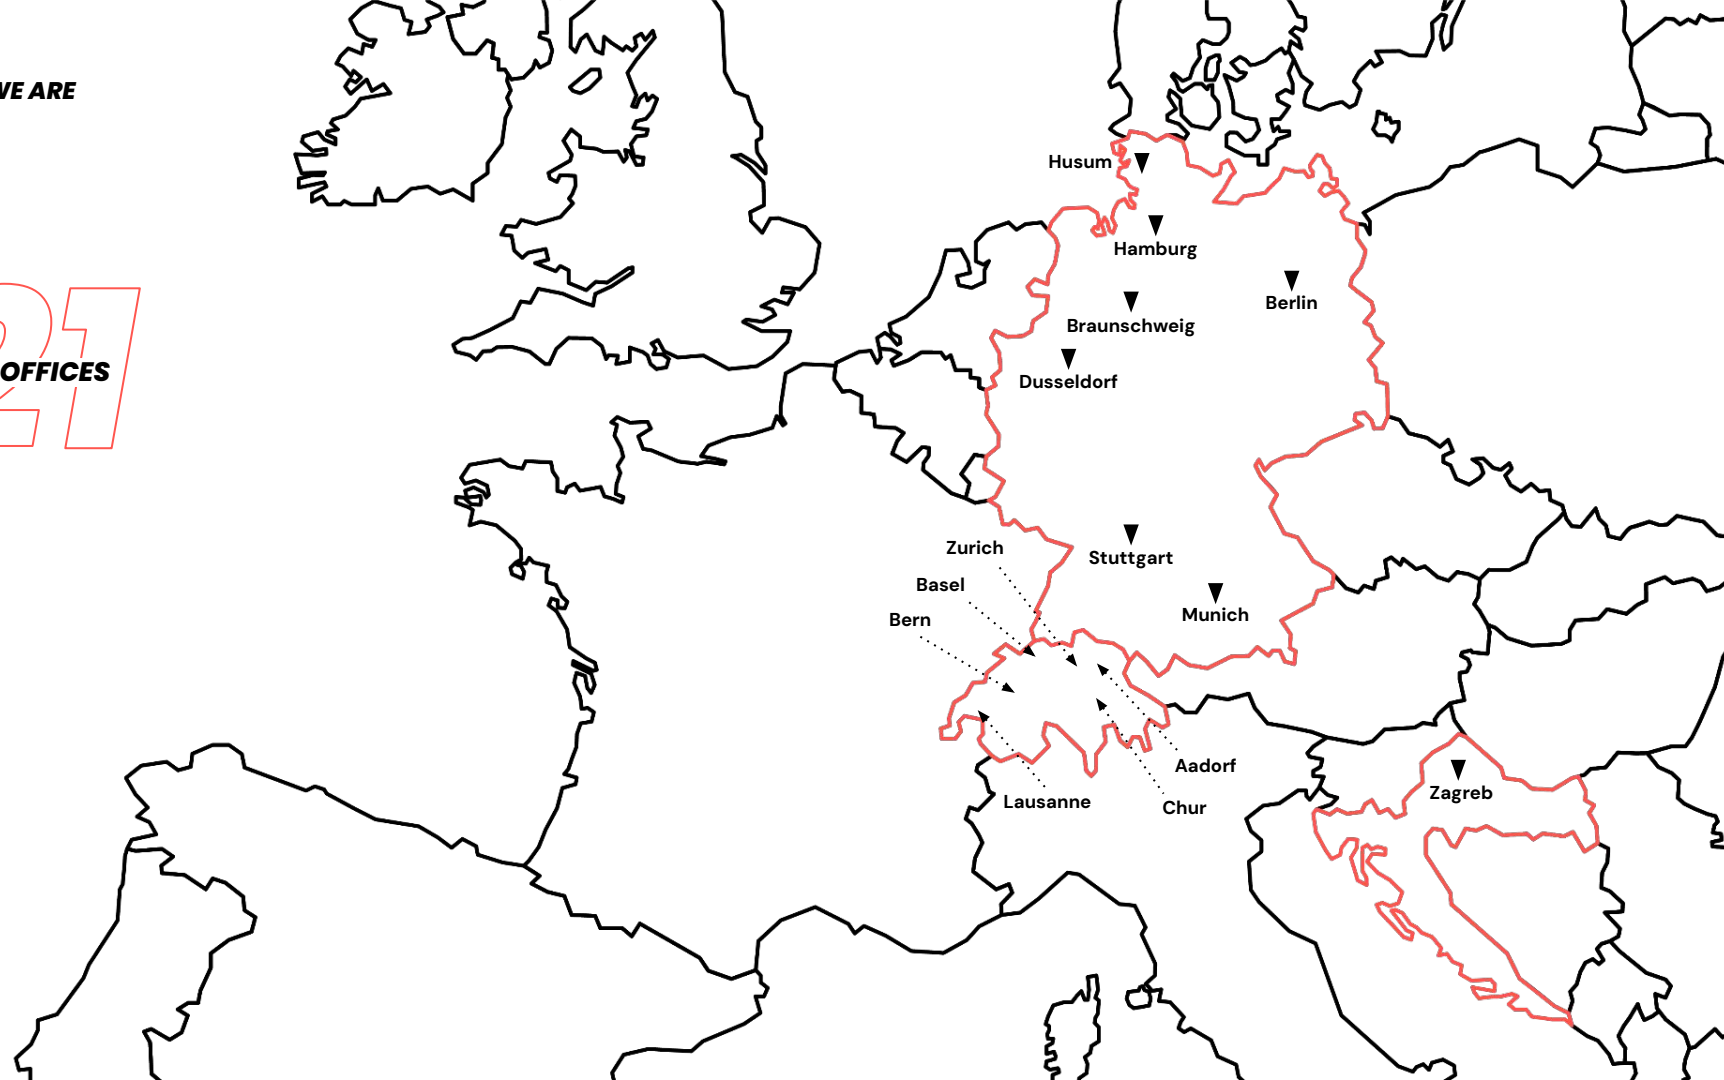 WE ARE
21
OFFICES
Husum
Hamburg
Berlin
Braunschweig
Dusseldorf
Stuttgart
Munich
Zurich
Basel
Bern
Aadorf
Lausanne
Chur
Zagreb